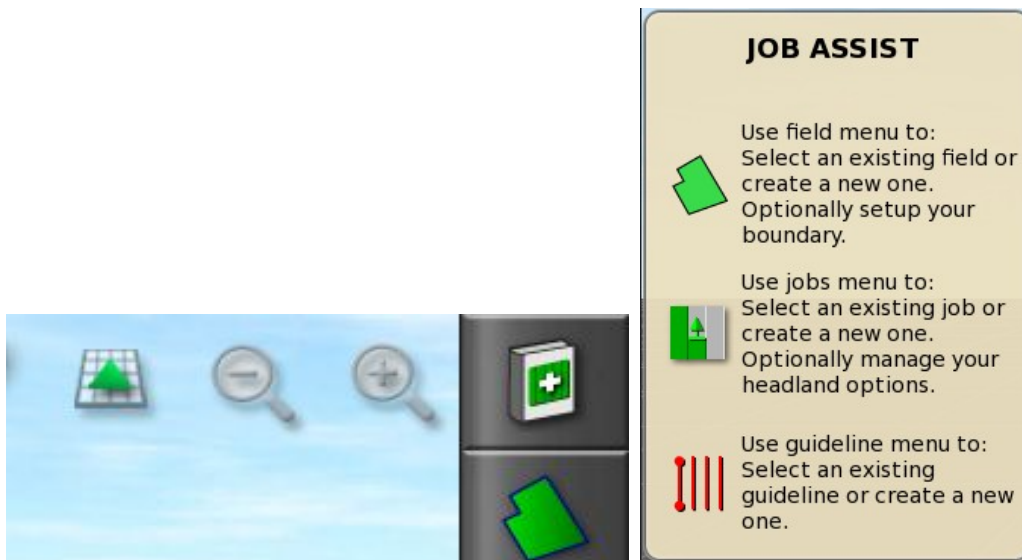 JOB ASSIST
Use field menu to:
Select an existing field or
create a new one.
Optionally setup your
boundary.
Use jobs menu to:
Select an existing job or
create a new one.
Optionally manage your
headland options.
Use guideline menu to:
Select an existing
guideline or create a new
one.